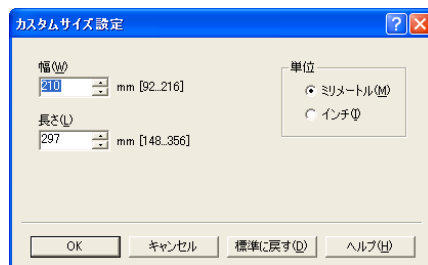 カスタムサイズ設定
幅(W)
210 mm [92...216]
長さ(L)
297 mm [148...356]
単位
ミリメートル(M)
インチ(I)
OK キャンセル 標準に戻す(D) ヘルプ(H)